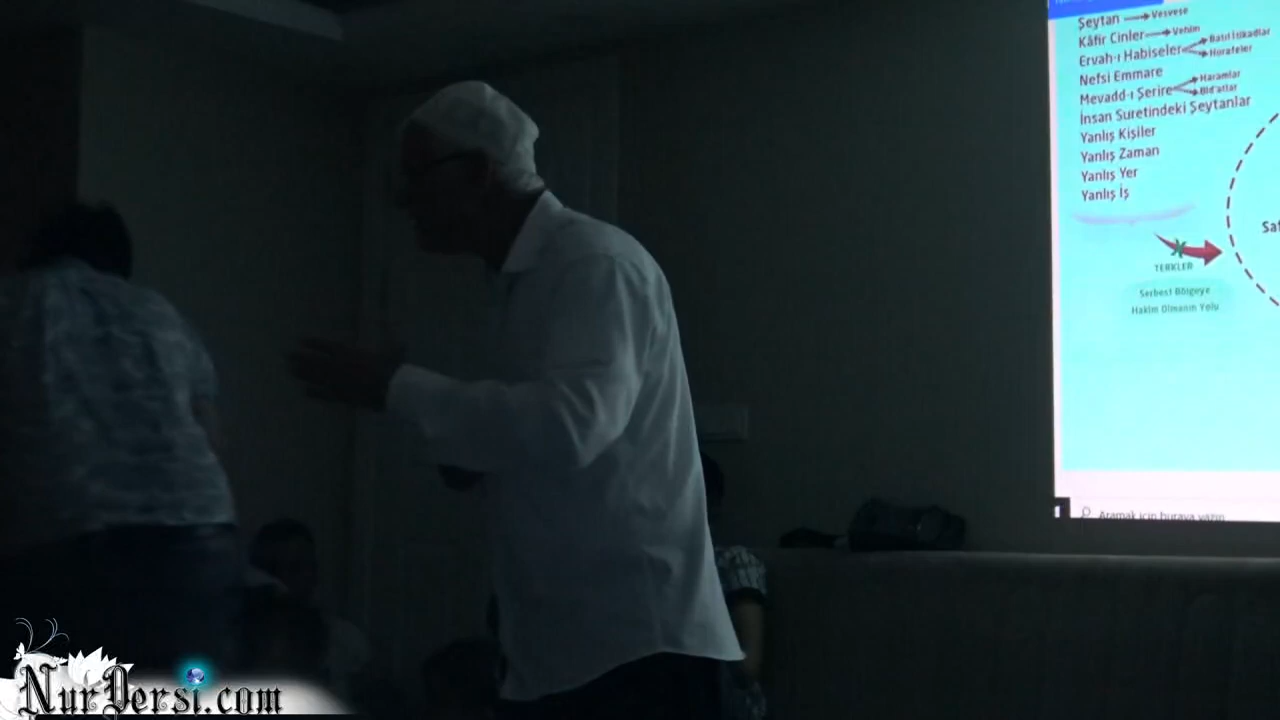 Şeytan Vesvese
Kâfir Cinler Vehim
Ervah-ı Habiseler Batıl İtikadlar
Hurafeler
Nefsi Emmare
Mevadd-ı Şerire Haramlar
Bid'atlar
İnsan Suretindeki Şeytanlar
Yanlış Kişiler
Yanlış Zaman
Yanlış Yer
Yanlış İş
TERKLER
Serbest Bölgeye
Hakim Olmanın Yolu
Aramak için buraya yazın
NurDersi.com